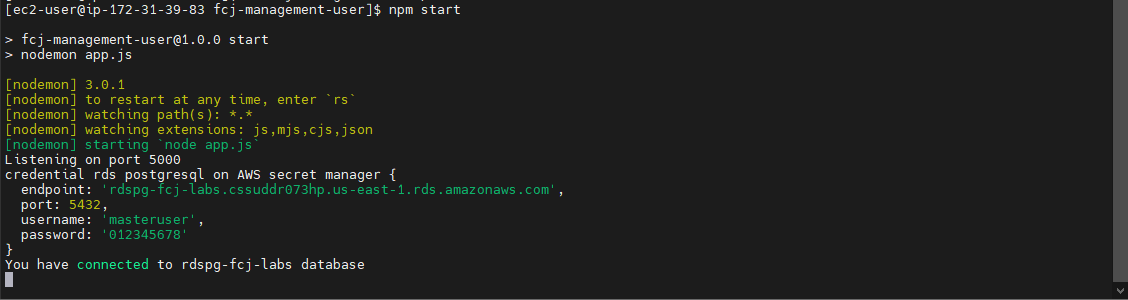 [ec2-user@ip-172-31-39-83 fcj-management-user]$ npm start
> fcj-management-user@1.0.0 start
> nodemon app.js
[nodemon] 3.0.1
[nodemon] to restart at any time, enter `rs`
[nodemon] watching path(s): *.*
[nodemon] watching extensions: js,mjs,cjs,json
[nodemon] starting `node app.js`
Listening on port 5000
credential rds postgresql on AWS secret manager {
  endpoint: 'rdspg-fcj-labs.cssuddr073hp.us-east-1.rds.amazonaws.com',
  port: 5432,
  username: 'masteruser',
  password: '012345678'
}
You have connected to rdspg-fcj-labs database